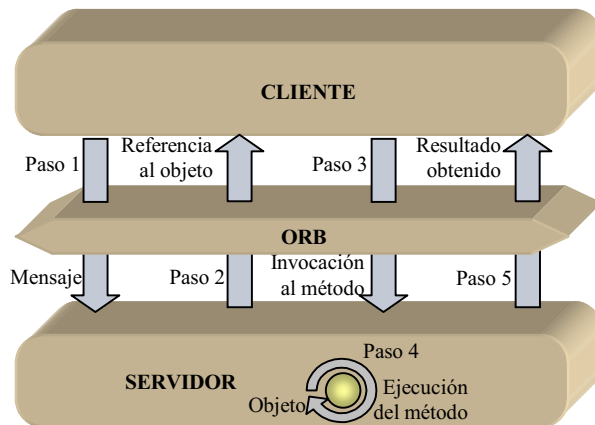 CLIENTE
Paso 1
Referencia
al objeto
Paso 3
Resultado
obtenido
ORB
Mensaje
Paso 2
Invocación
al método
Paso 5
Paso 4
SERVIDOR
Objeto
Ejecución
del método